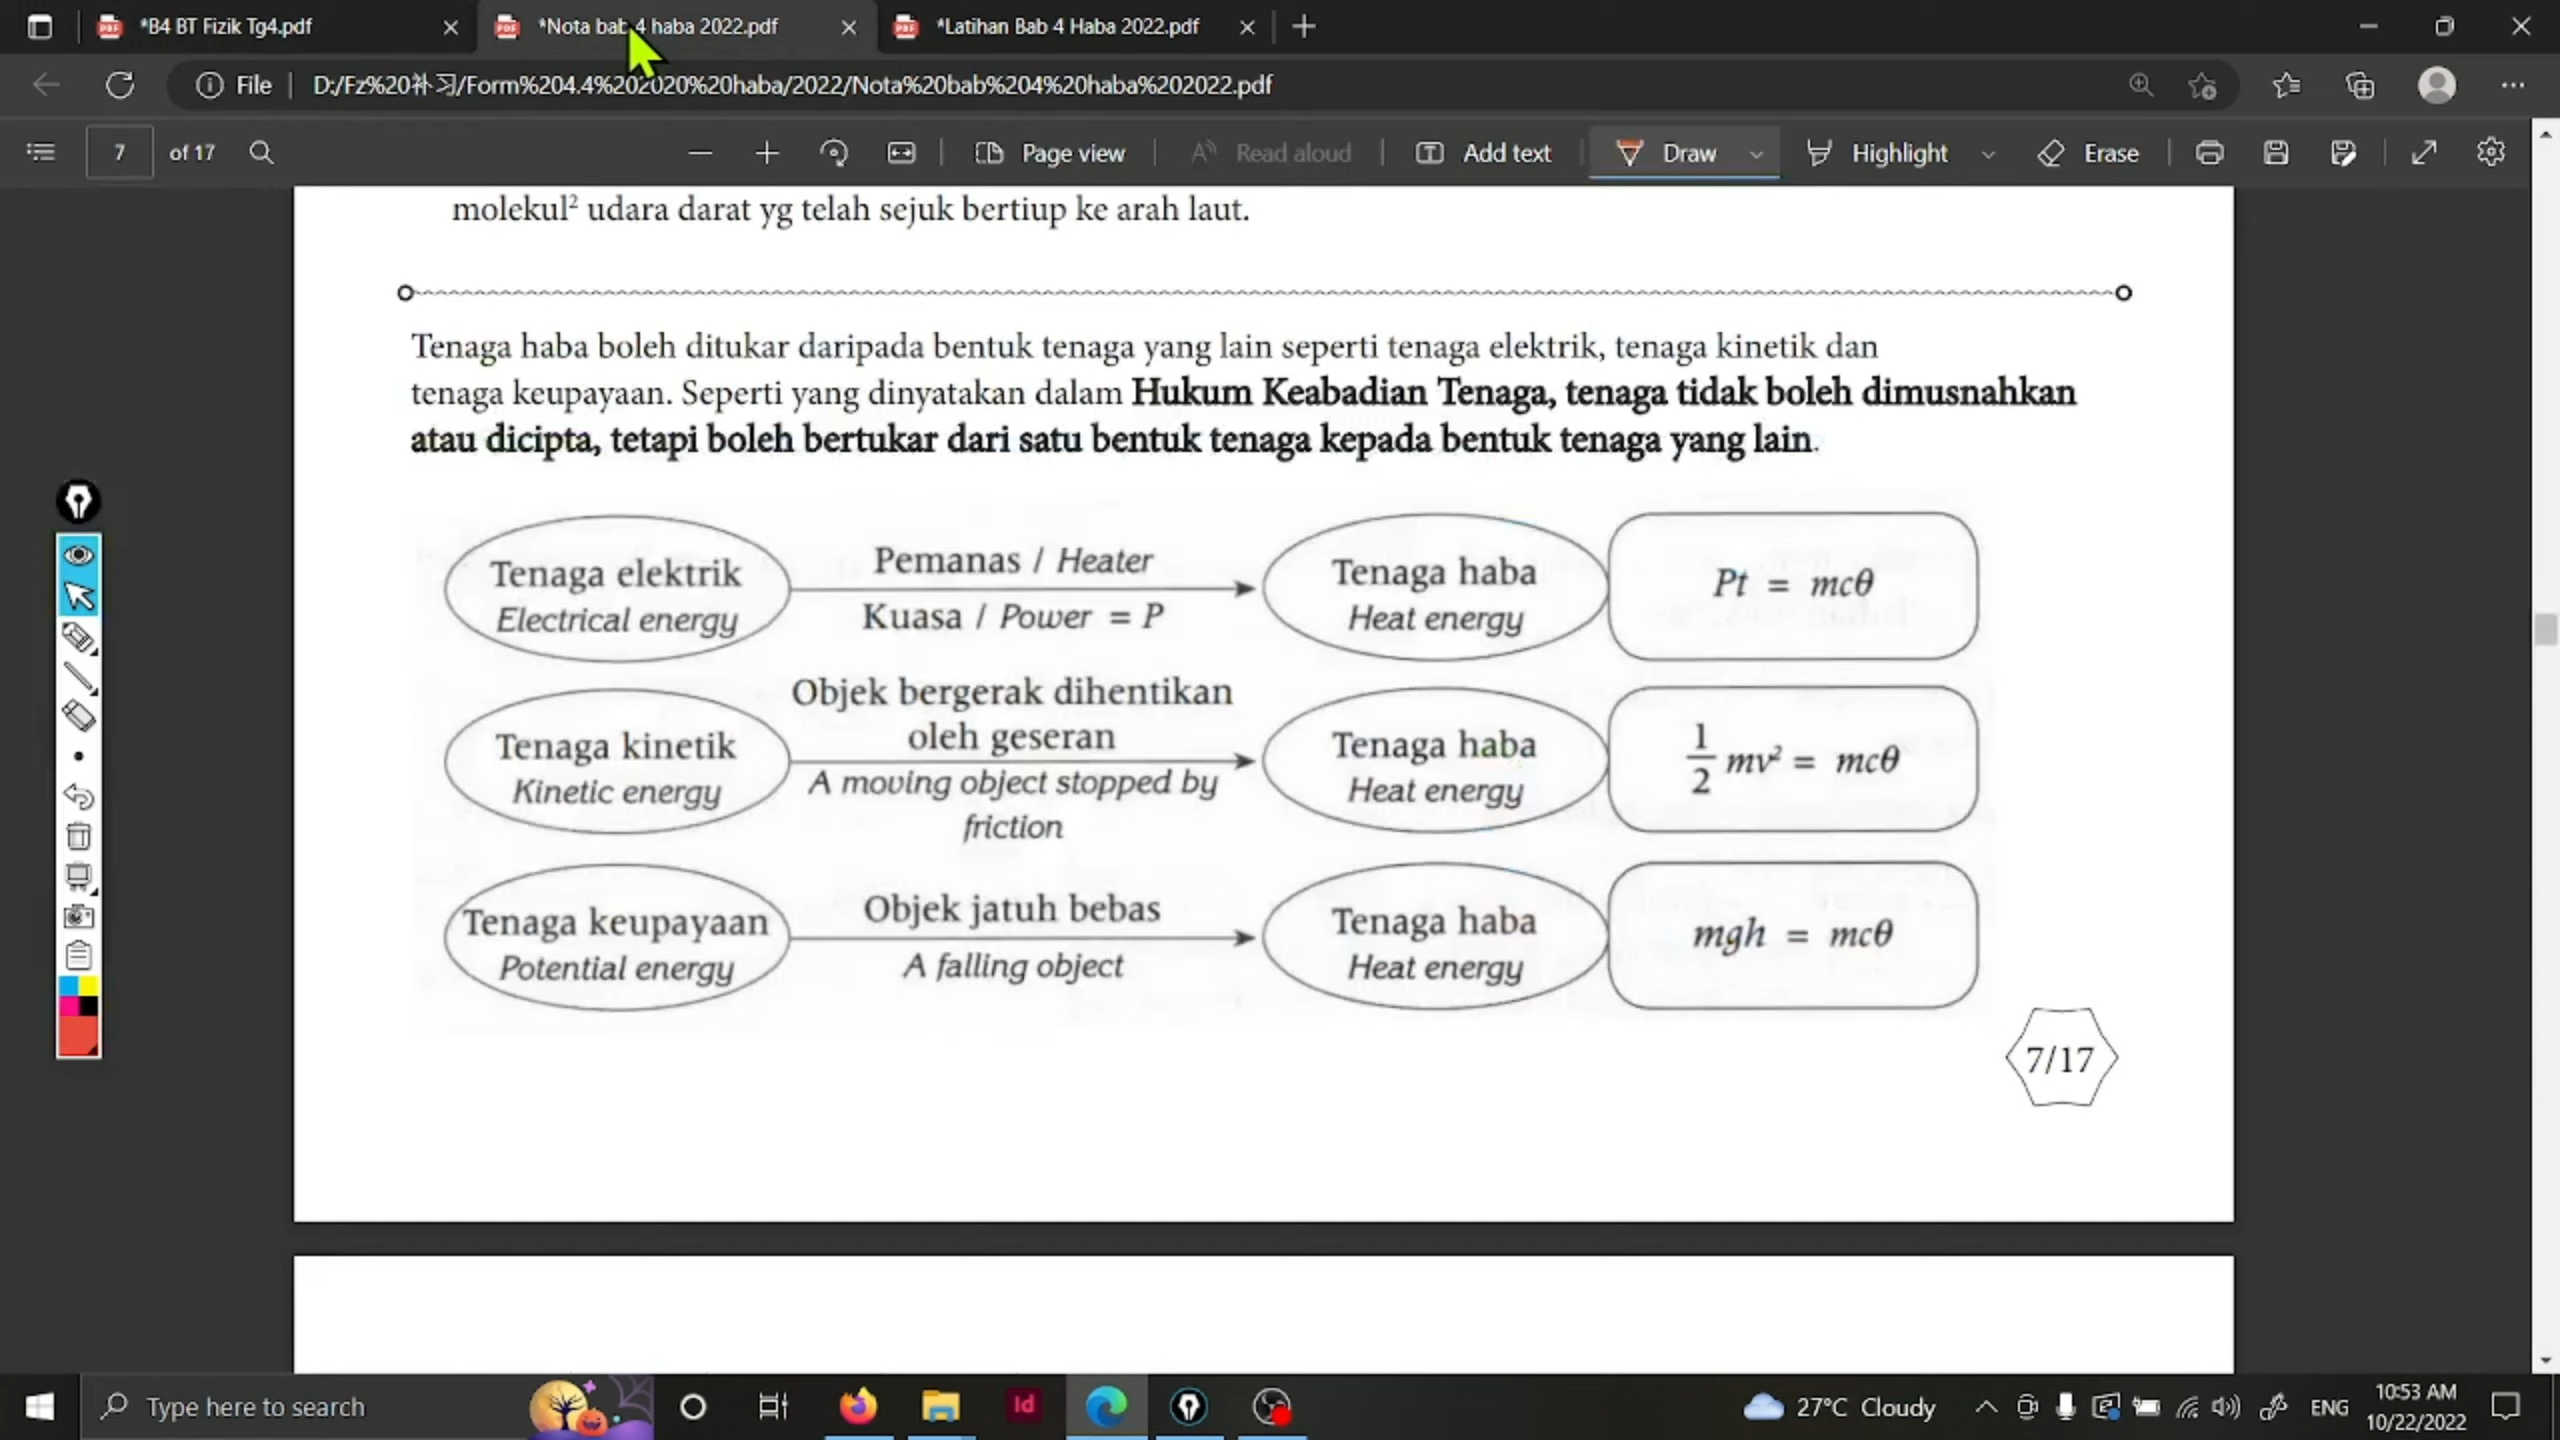 *B4 BT Fizik Tg4.pdf
*Nota bab 4 haba 2022.pdf
*Latihan Bab 4 Haba 2022.pdf
File
D:/Fz%20补习/Form%204.4%202020%20haba/2022/Nota%20bab%204%20haba%202022.pdf
7 of 17
Page view
Read aloud
Add text
Draw
Highlight
Erase
molekul² udara darat yg telah sejuk bertiup ke arah laut.
Tenaga haba boleh ditukar daripada bentuk tenaga yang lain seperti tenaga elektrik, tenaga kinetik dan
tenaga keupayaan. Seperti yang dinyatakan dalam Hukum Keabadian Tenaga, tenaga tidak boleh dimusnahkan
atau dicipta, tetapi boleh bertukar dari satu bentuk tenaga kepada bentuk tenaga yang lain.
Tenaga elektrik
Electrical energy
Pemanas / Heater
Kuasa / Power = P
Tenaga haba
Heat energy
Pt = mcθ
Tenaga kinetik
Kinetic energy
Objek bergerak dihentikan
oleh geseran
A moving object stopped by
friction
Tenaga haba
Heat energy
1/2 mv² = mcθ
Tenaga keupayaan
Potential energy
Objek jatuh bebas
A falling object
Tenaga haba
Heat energy
mgh = mcθ
7/17
Type here to search
Id
27°C Cloudy
ENG
10:53 AM
10/22/2022